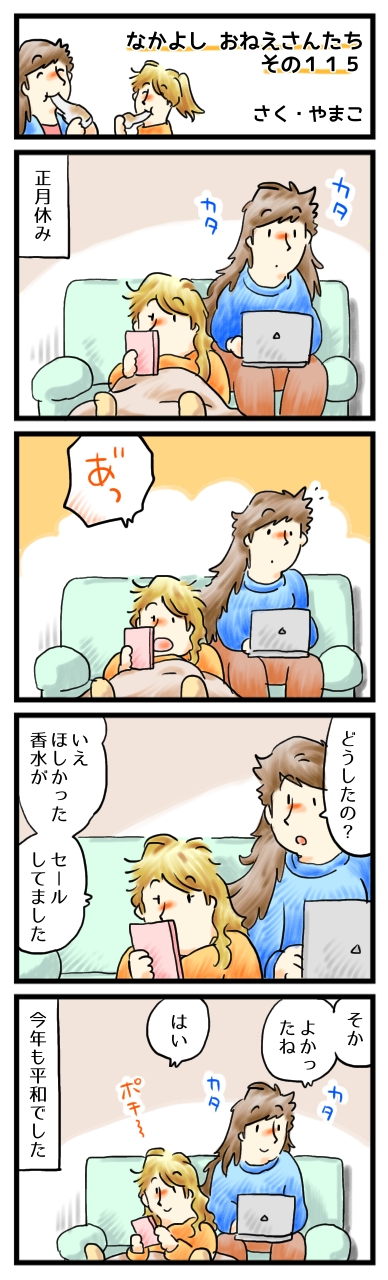 なかよし おねえさんたち
その１１５
さく・やまこ
正月休み
カタ
カタ
あ゛っ
どうしたの？
いえ
ほしかった
香水が
セール
してました
そか
よかっ
たね
はい
カタ
カタ
ポキ〜
今年も平和でした